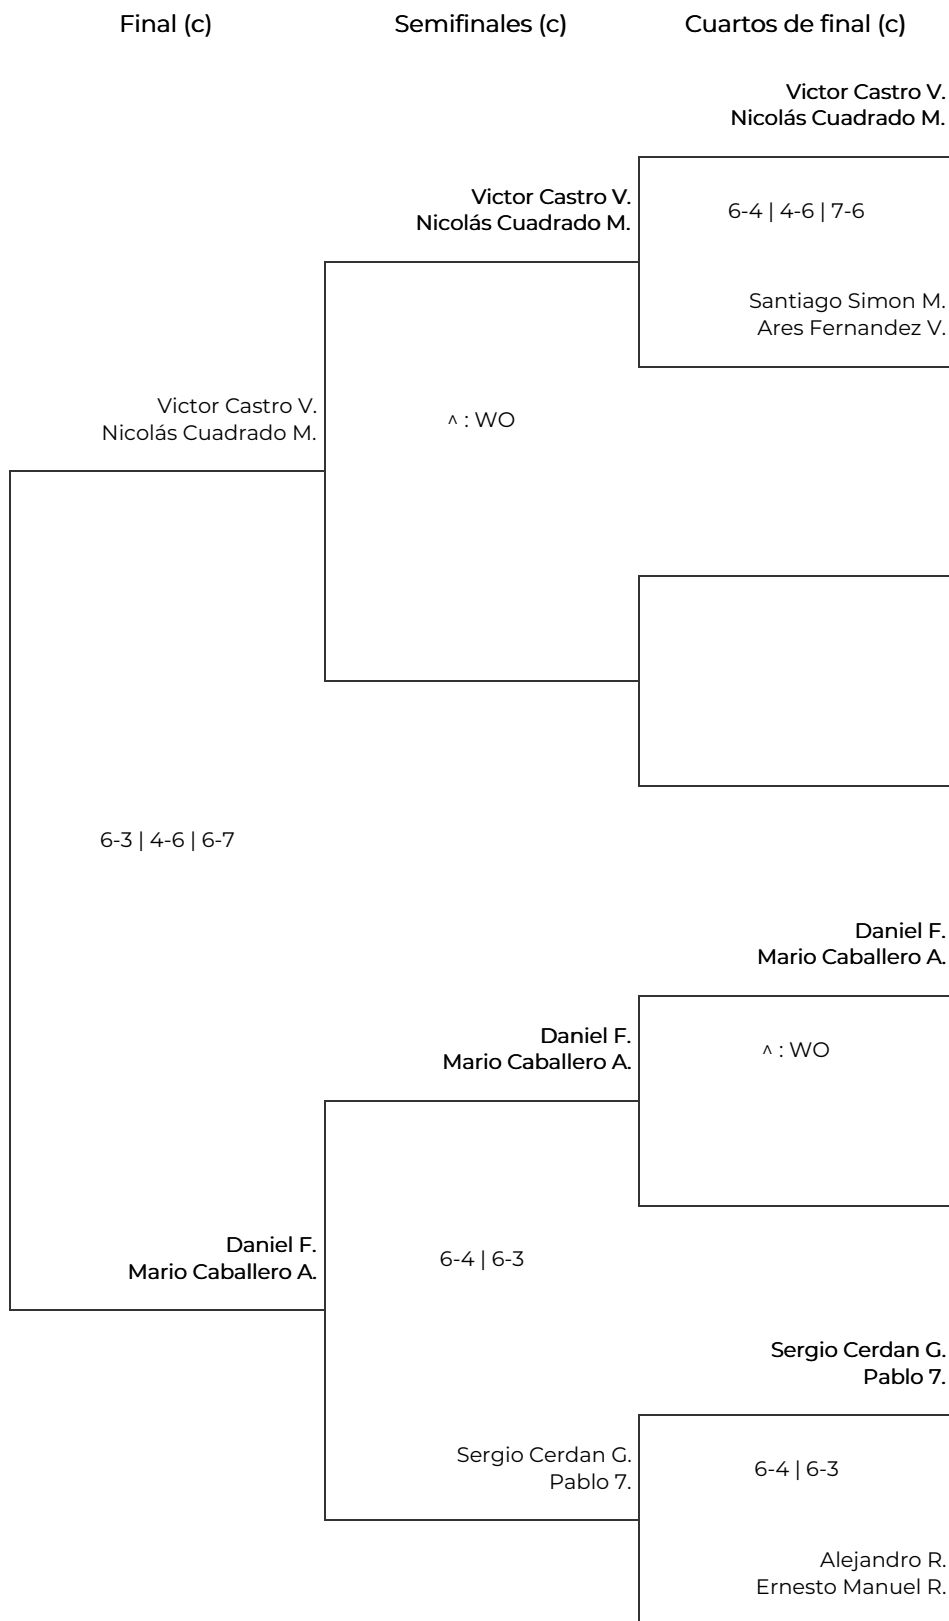 Final (c)
Semifinales (c)
Cuartos de final (c)
Victor Castro V.
Nicolás Cuadrado M.
Victor Castro V.
Nicolás Cuadrado M.
6-4 | 4-6 | 7-6
Santiago Simon M.
Ares Fernandez V.
Victor Castro V.
Nicolás Cuadrado M.
^ : WO
6-3 | 4-6 | 6-7
Daniel F.
Mario Caballero A.
Daniel F.
Mario Caballero A.
^ : WO
Daniel F.
Mario Caballero A.
6-4 | 6-3
Sergio Cerdan G.
Pablo 7.
Sergio Cerdan G.
Pablo 7.
6-4 | 6-3
Alejandro R.
Ernesto Manuel R.